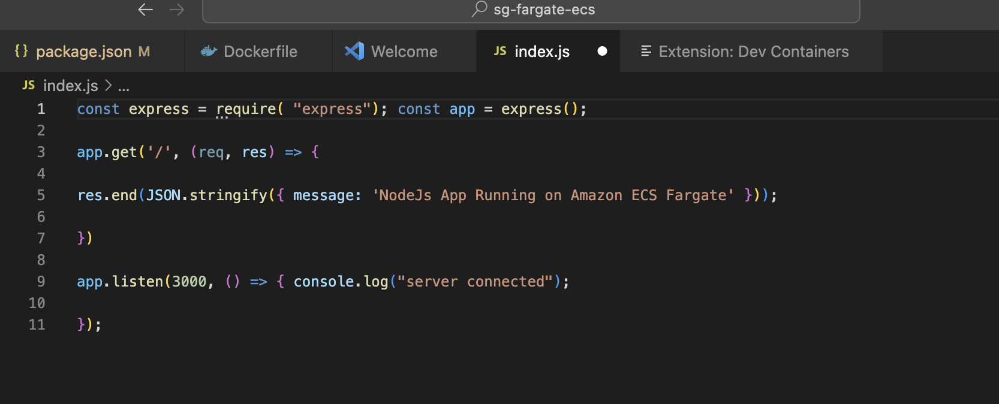 sg-fargate-ecs
{} package.json M
Dockerfile
Welcome
JS index.js
Extension: Dev Containers
JS index.js > ...
1 const express = require( "express"); const app = express();
2
3 app.get('/', (req, res) => {
4
5 res.end(JSON.stringify({ message: 'NodeJs App Running on Amazon ECS Fargate' }));
6
7 })
8
9 app.listen(3000, () => { console.log("server connected");
10
11 });